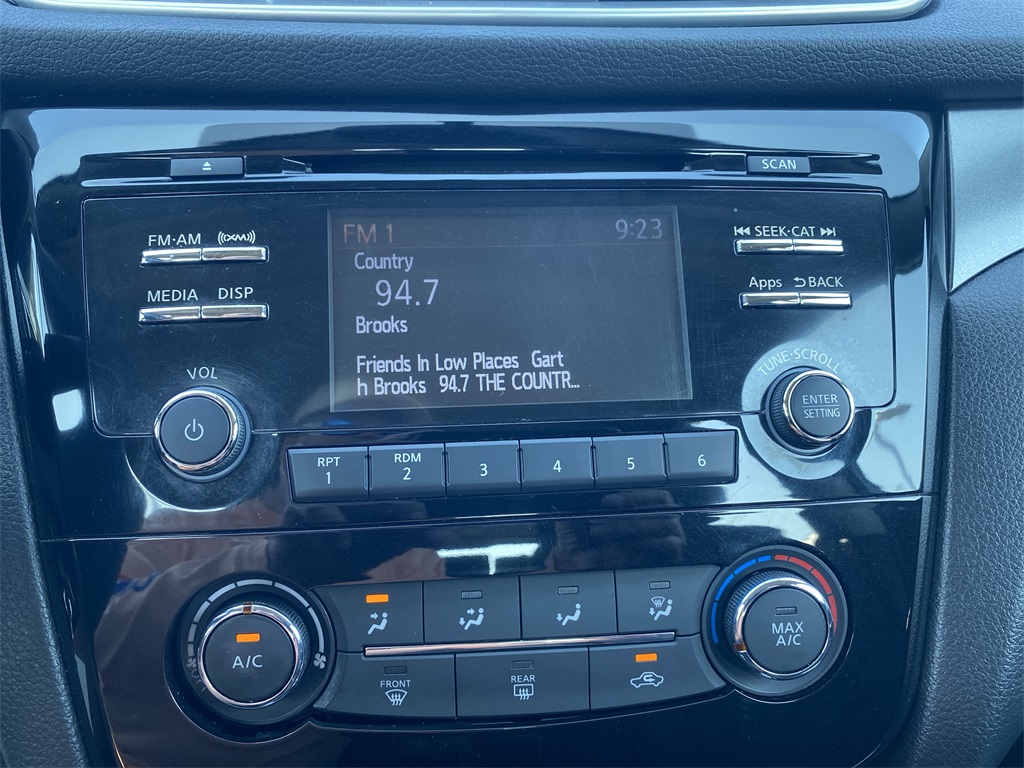 SCAN
FM·AM
((XM))
FM 1
9:23
SEEK·CAT
Country
94.7
MEDIA
DISP
Apps
BACK
Brooks
Friends In Low Places Gart
h Brooks 94.7 THE COUNTR...
VOL
TUNE·SCROLL
ENTER
SETTING
RPT
1
RDM
2
3
4
5
6
A/C
MAX
A/C
FRONT
REAR